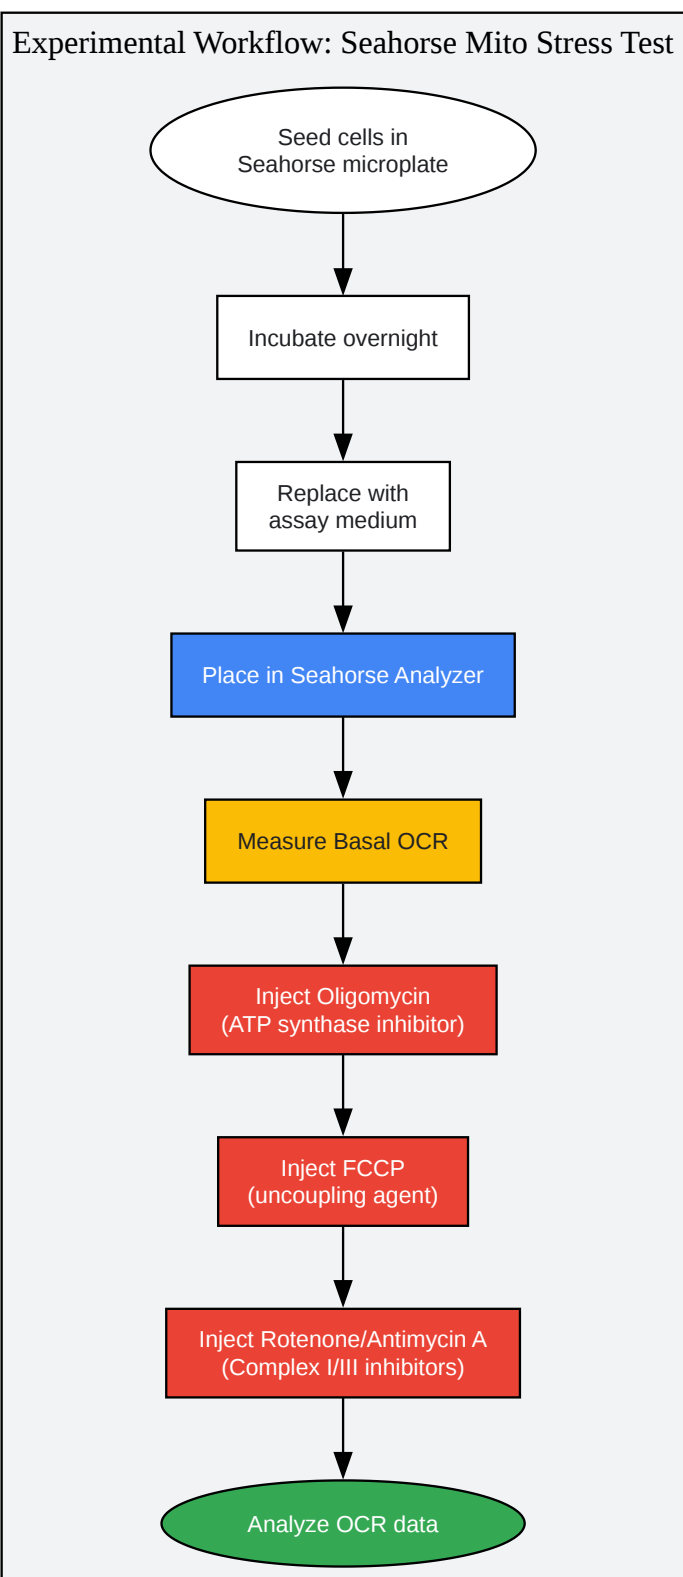 Experimental Workflow: Seahorse Mito Stress Test
Seed cells in
Seahorse microplate
Incubate overnight
Replace with
assay medium
Place in Seahorse Analyzer
Measure Basal OCR
Inject Oligomycin
(ATP synthase inhibitor)
Inject FCCP
(uncoupling agent)
Inject Rotenone/Antimycin A
(Complex I/III inhibitors)
Analyze OCR data